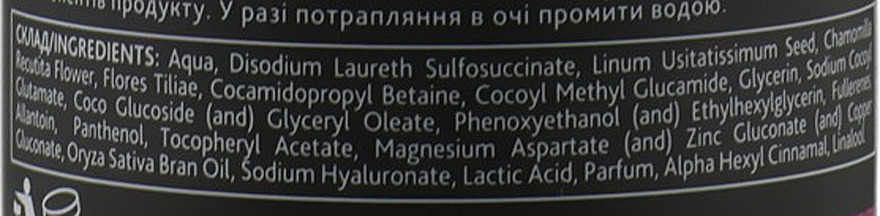 продукту. У разі потрапляння в очі промити водою.
СКЛАД/INGREDIENTS: Aqua, Disodium Laureth Sulfosuccinate, Linum Usitatissimum Seed, Chamomilla
Recutita Flower, Flores Tiliae, Cocamidopropyl Betaine, Cocoyl Methyl Glucamide, Glycerin, Sodium Cocoyl
Glutamate, Coco Glucoside (and) Glyceryl Oleate, Phenoxyethanol (and) Ethylhexylglycerin, Fullerenes,
Allantoin, Panthenol, Tocopheryl Acetate, Magnesium Aspartate (and) Zinc Gluconate (and) Copper
Gluconate, Oryza Sativa Bran Oil, Sodium Hyaluronate, Lactic Acid, Parfum, Alpha Hexyl Cinnamal, Linalool